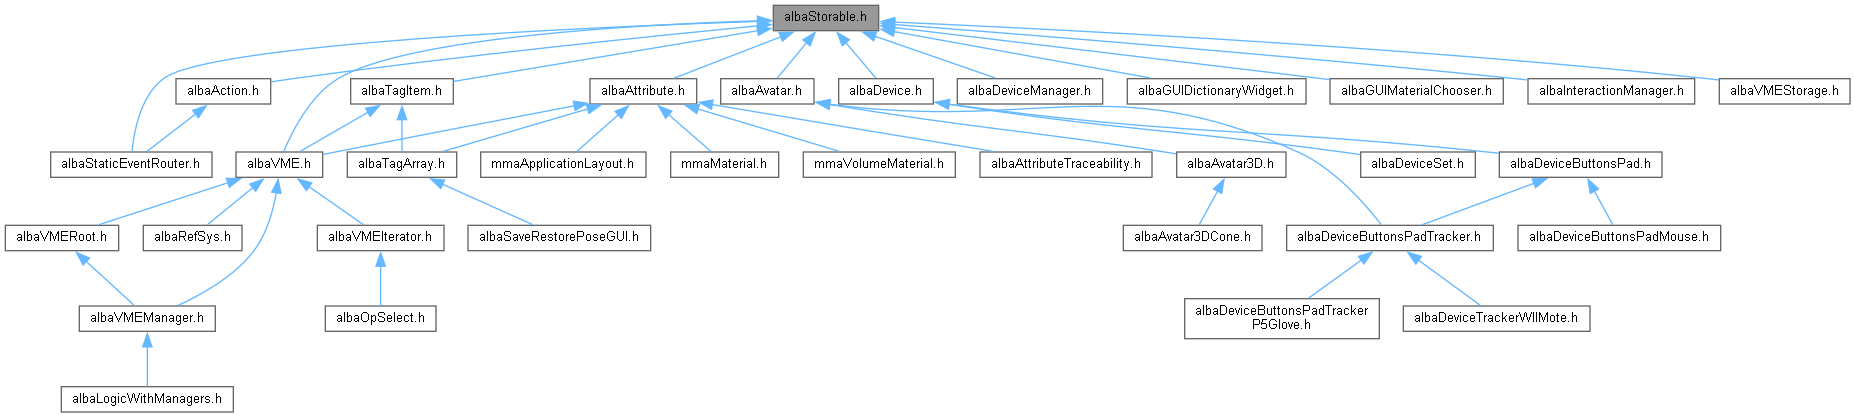 albaStorable.h
albaAction.h
albaTagItem.h
albaAttribute.h
albaAvatar.h
albaDevice.h
albaDeviceManager.h
albaGUIDictionaryWidget.h
albaGUIMaterialChooser.h
albaInteractionManager.h
albaVMEStorage.h
albaStaticEventRouter.h
albaVME.h
albaTagArray.h
mmaApplicationLayout.h
mmaMaterial.h
mmaVolumeMaterial.h
albaAttributeTraceability.h
albaAvatar3D.h
albaDeviceSet.h
albaDeviceButtonsPad.h
albaVMERoot.h
albaRefSys.h
albaVMEIterator.h
albaSaveRestorePoseGUI.h
albaAvatar3DCone.h
albaDeviceButtonsPadTracker.h
albaDeviceButtonsPadMouse.h
albaVMEManager.h
albaOpSelect.h
albaDeviceButtonsPadTracker
P5Glove.h
albaDeviceTrackerWIIMote.h
albaLogicWithManagers.h